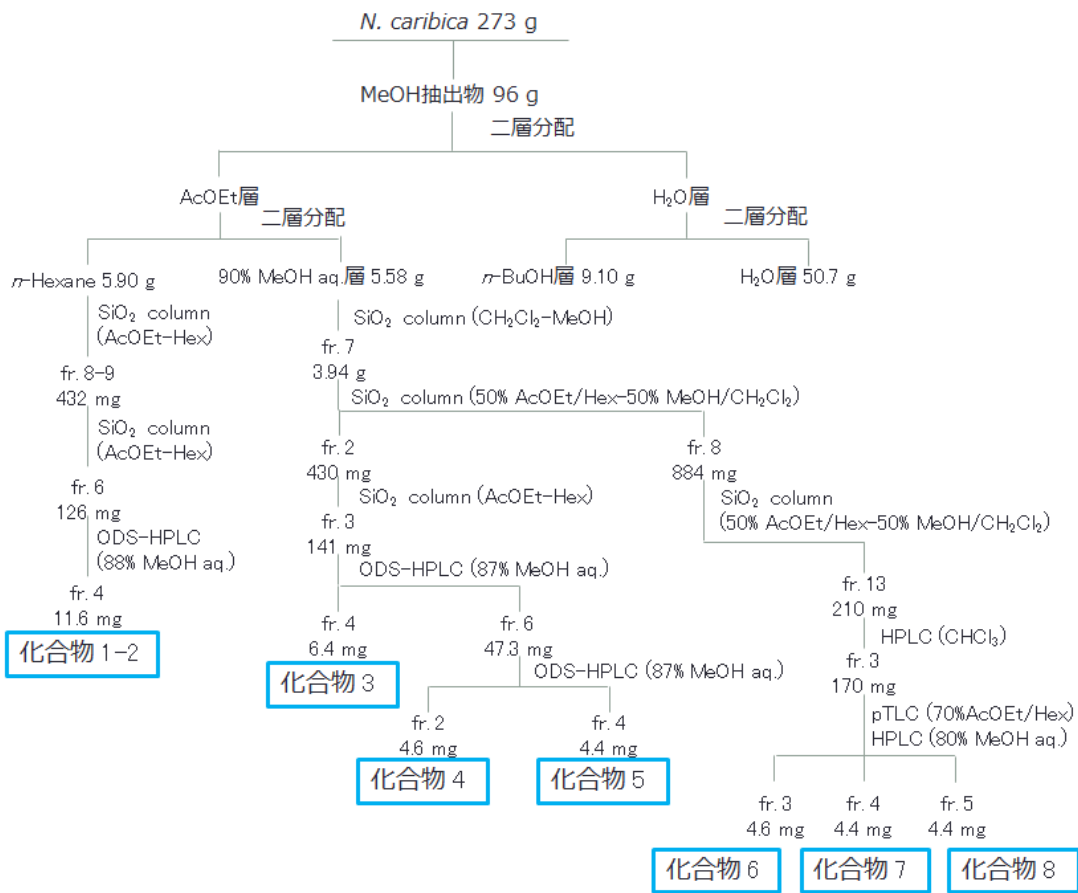 N. caribica 273 g
MeOH抽出物 96 g
二層分配
AcOEt層
H₂O層
二層分配
二層分配
n-Hexane 5.90 g
90% MeOH aq.層 5.58 g
n-BuOH層 9.10 g
H₂O層 50.7 g
SiO₂ column
(AcOEt-Hex)
SiO₂ column (CH₂Cl₂-MeOH)
fr. 7
3.94 g
fr. 8-9
432 mg
SiO₂ column (50% AcOEt/Hex-50% MeOH/CH₂Cl₂)
SiO₂ column
(AcOEt-Hex)
fr. 2
430 mg
fr. 8
884 mg
fr. 6
126 mg
SiO₂ column (AcOEt-Hex)
SiO₂ column
(50% AcOEt/Hex-50% MeOH/CH₂Cl₂)
fr. 3
141 mg
ODS-HPLC
(88% MeOH aq.)
ODS-HPLC (87% MeOH aq.)
fr. 4
11.6 mg
化合物 1-2
fr. 4
6.4 mg
化合物 3
fr. 6
47.3 mg
fr. 13
210 mg
HPLC (CHCl₃)
ODS-HPLC (87% MeOH aq.)
fr. 3
170 mg
fr. 2
4.6 mg
化合物 4
fr. 4
4.4 mg
化合物 5
pTLC (70%AcOEt/Hex)
HPLC (80% MeOH aq.)
fr. 3
4.6 mg
fr. 4
4.4 mg
fr. 5
4.4 mg
化合物 6
化合物 7
化合物 8